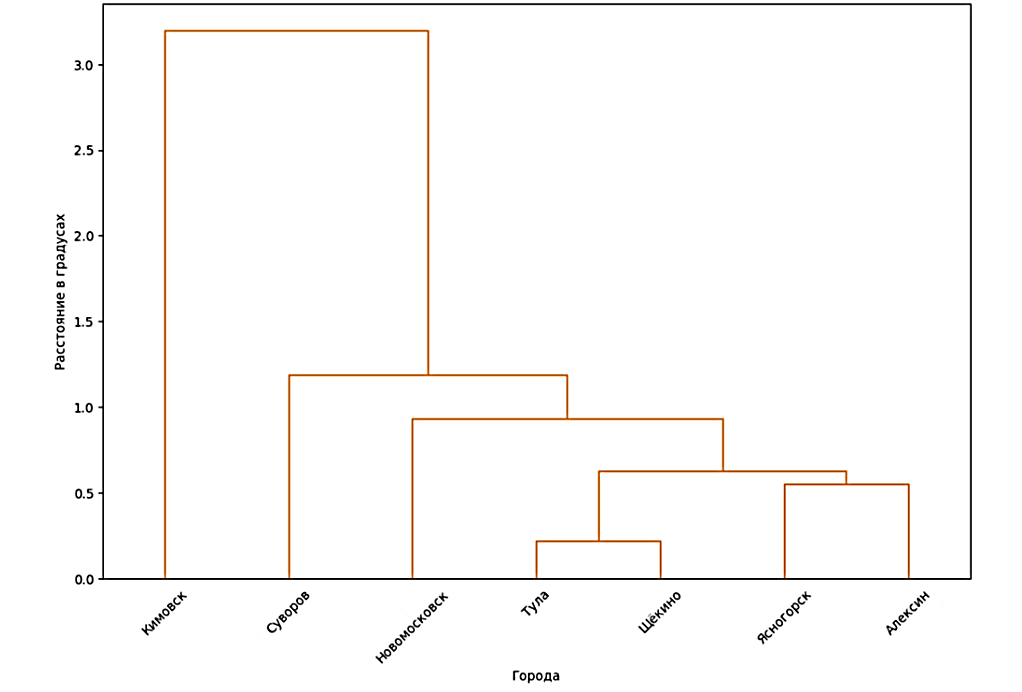 Расстояние в градусах
3.0
2.5
2.0
1.5
1.0
0.5
0.0
Кимовск
Суворов
Новомосковск
Тула
Щёкино
Ясногорск
Алексин
Города